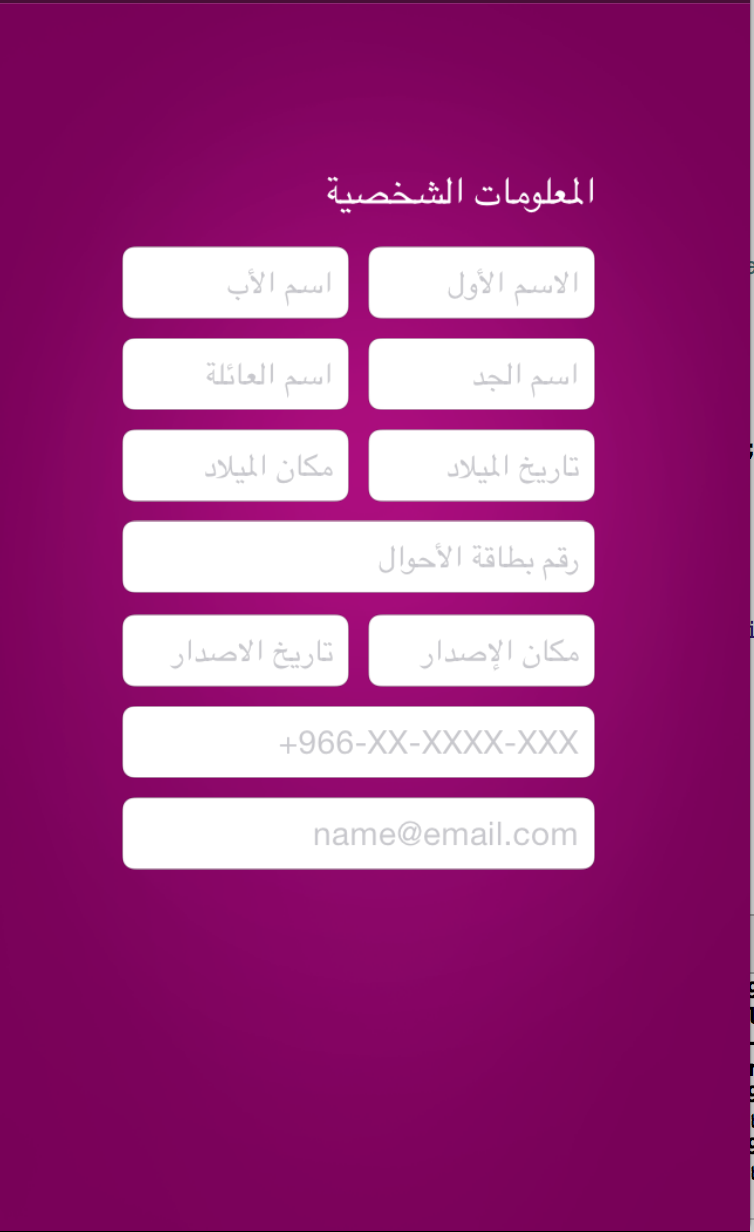 المعلومات الشخصية
الاسم الأول
اسم الأب
اسم الجد
اسم العائلة
تاريخ الميلاد
مكان الميلاد
رقم بطاقة الأحوال
مكان الإصدار
تاريخ الاصدار
+966-XX-XXXX-XXX
name@email.com